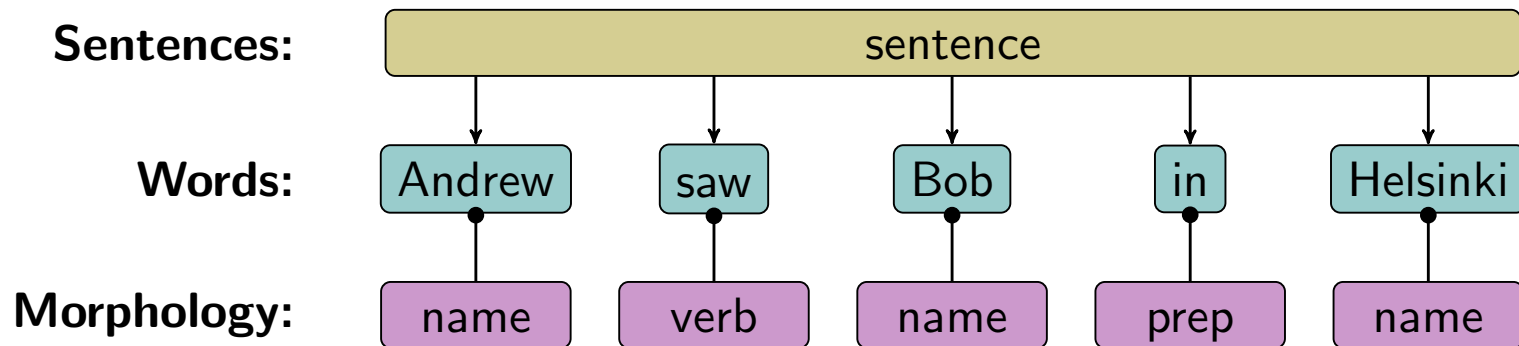 Sentences: sentence
Words: Andrew saw Bob in Helsinki
Morphology: name verb name prep name